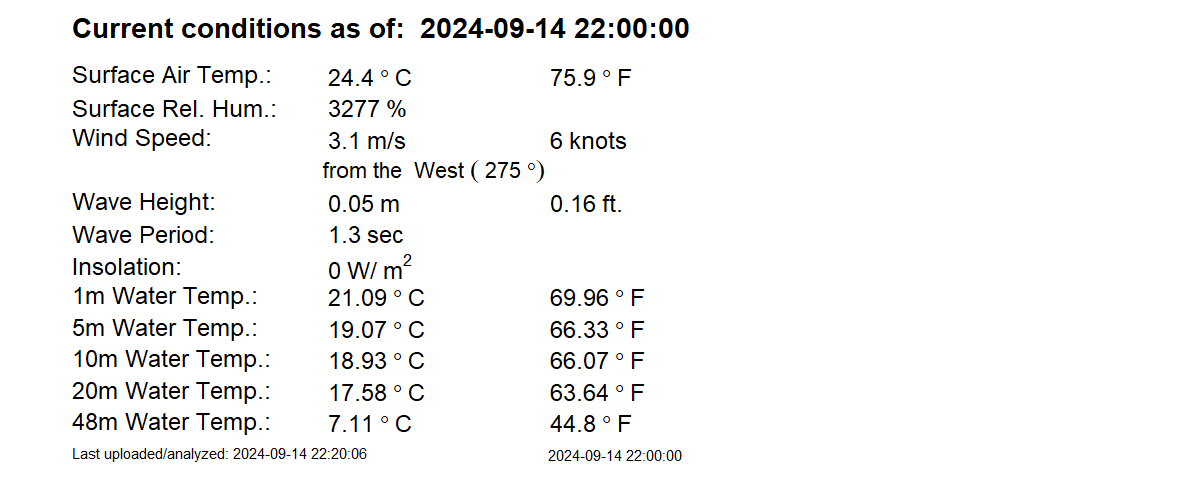 Current conditions as of: 2024-09-14 22:00:00
Surface Air Temp.: 24.4 ° C 75.9 ° F
Surface Rel. Hum.: 3277 %
Wind Speed: 3.1 m/s 6 knots
from the West ( 275 °)
Wave Height: 0.05 m 0.16 ft.
Wave Period: 1.3 sec
Insolation: 0 W/ m²
1m Water Temp.: 21.09 ° C 69.96 ° F
5m Water Temp.: 19.07 ° C 66.33 ° F
10m Water Temp.: 18.93 ° C 66.07 ° F
20m Water Temp.: 17.58 ° C 63.64 ° F
48m Water Temp.: 7.11 ° C 44.8 ° F
Last uploaded/analyzed: 2024-09-14 22:20:06 2024-09-14 22:00:00